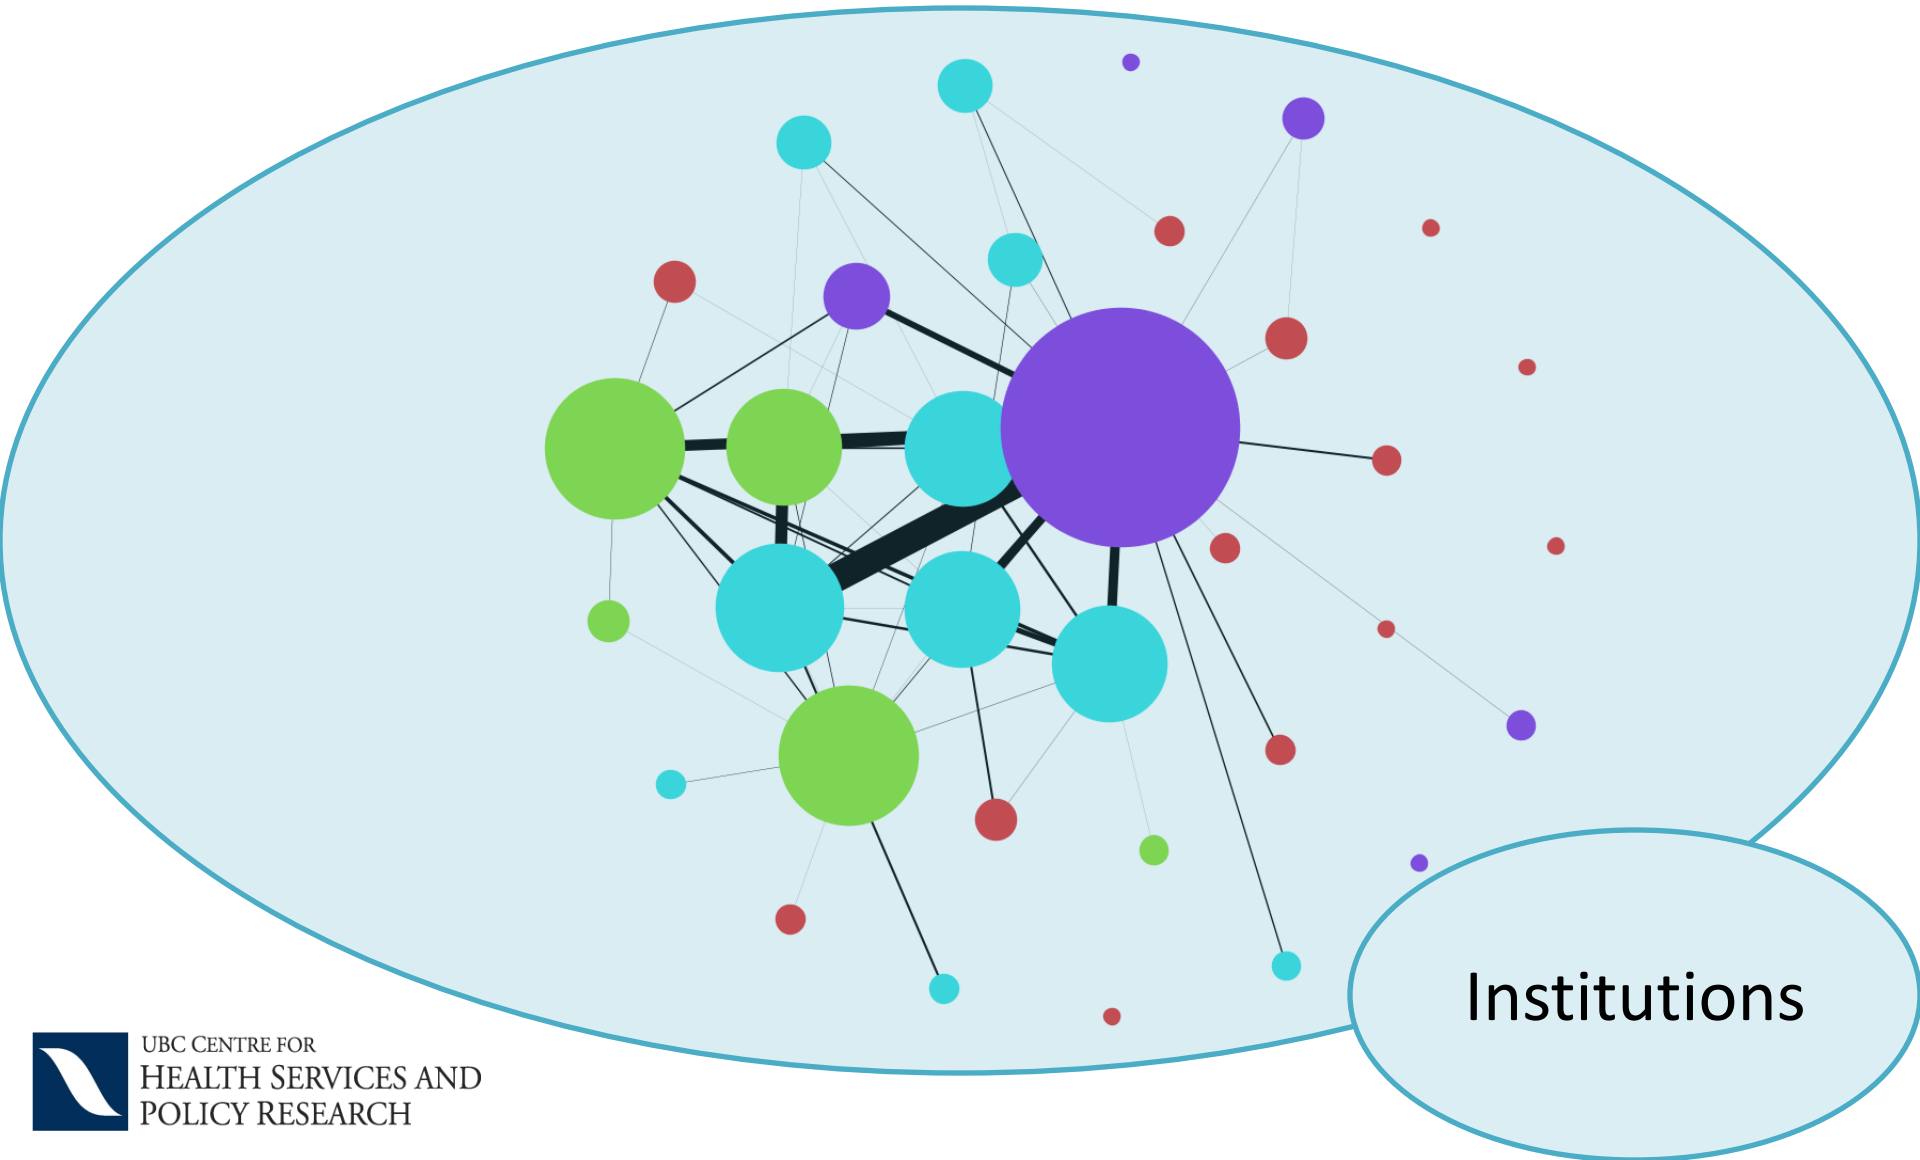 Institutions
UBC CENTRE FOR
HEALTH SERVICES AND
POLICY RESEARCH